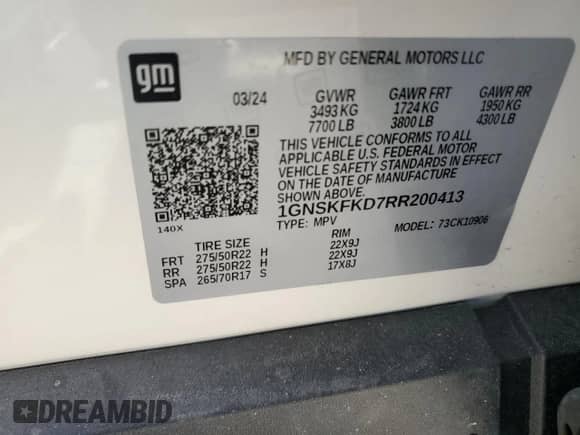 gm
MFD BY GENERAL MOTORS LLC
03/24 GVWR GAWR FRT GAWR RR
3493 KG 1724 KG 1950 KG
7700 LB 3800 LB 4300 LB
THIS VEHICLE CONFORMS TO ALL
APPLICABLE U.S. FEDERAL MOTOR
VEHICLE SAFETY STANDARDS IN EFFECT
ON THE DATE OF MANUFACTURE
SHOWN ABOVE.
1GNSKFKD7RR200413
TYPE: MPV MODEL: 73CK10906
140X
TIRE SIZE RIM
FRT 275/50R22 H 22X9J
RR 275/50R22 H 22X9J
SPA 265/70R17 S 17X8J
DREAMBID